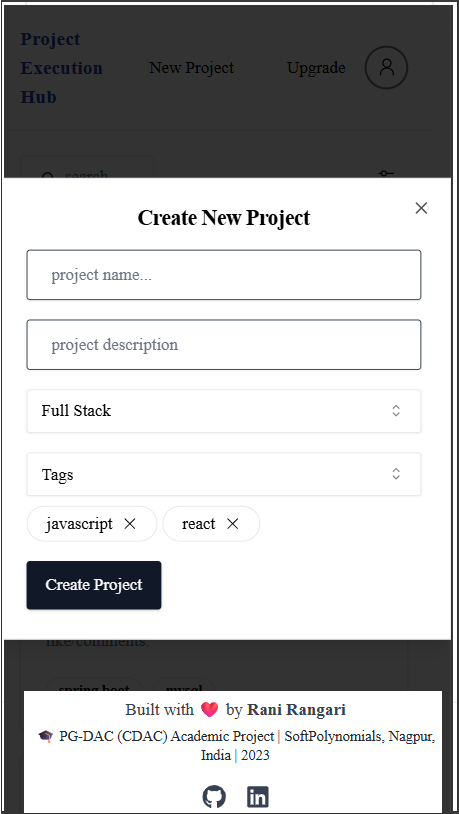 Project
Execution
Hub
New Project
Upgrade
search
Create New Project
project name...
project description
Full Stack
Tags
javascript
react
Create Project
like/comments.
spring boot
mysql
Built with ❤️ by Rani Rangari
🎓 PG-DAC (CDAC) Academic Project | SoftPolynomials, Nagpur,
India | 2023